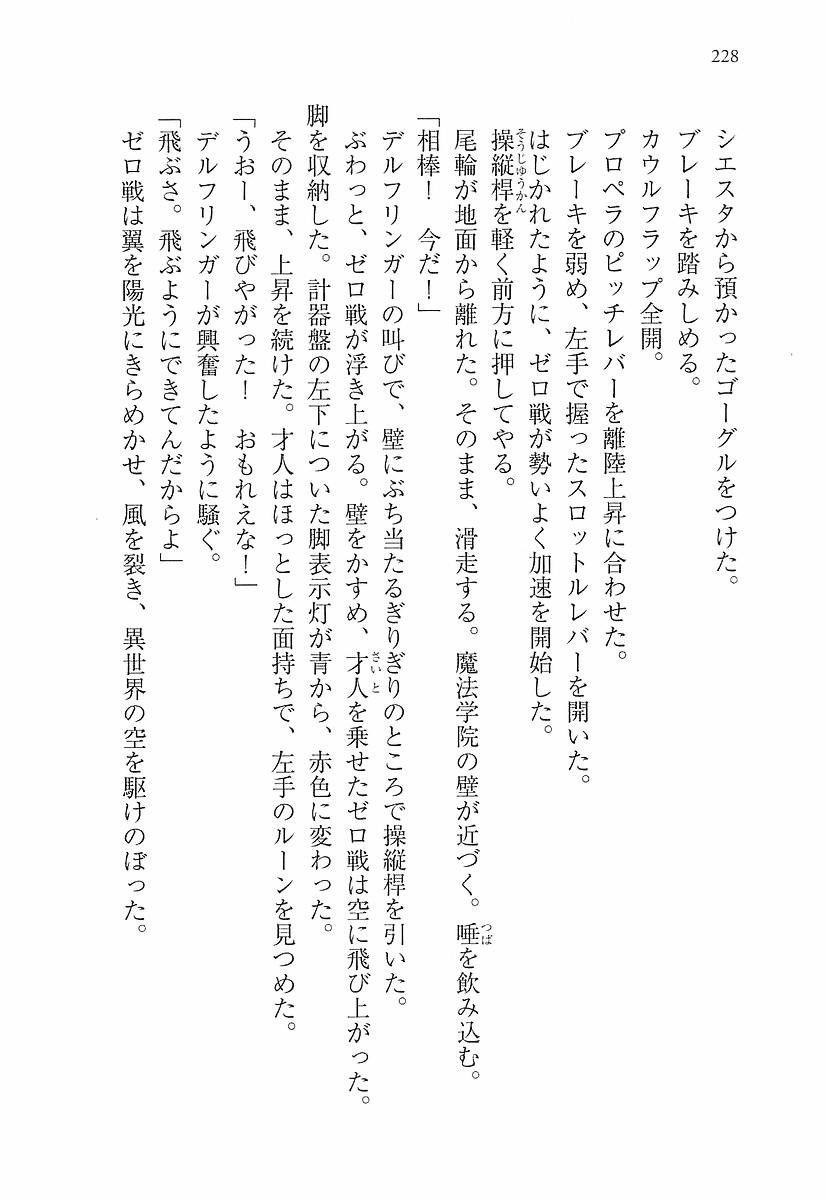 228
シエスタから預かったゴーグルをつけた。
ブレーキを踏みしめる。
カウルフラップ全開。
プロペラのピッチレバーを離陸上昇に合わせた。
ブレーキを弱め、左手で握ったスロットルレバーを開いた。
はじかれたように、ゼロ戦が勢いよく加速を開始した。
操縦桿を軽く前方に押してやる。
そうじゅうかん
尾輪が地面から離れた。そのまま、滑走する。魔法学院の壁が近づく。唾を飲み込む。
つば
「相棒！　今だ！」
デルフリンガーの叫びで、壁にぶち当たるぎりぎりのところで操縦桿を引いた。
ぶわっと、ゼロ戦が浮き上がる。壁をかすめ、才人を乗せたゼロ戦は空に飛び上がった。
さいと
脚を収納した。計器盤の左下についた脚表示灯が青から、赤色に変わった。
そのまま、上昇を続けた。才人はほっとした面持ちで、左手のルーンを見つめた。
「うおー、飛びやがった！　おもれえな！」
デルフリンガーが興奮したように騒ぐ。
「飛ぶさ。飛ぶようにできてんだからよ」
ゼロ戦は翼を陽光にきらめかせ、風を裂き、異世界の空を駆けのぼった。